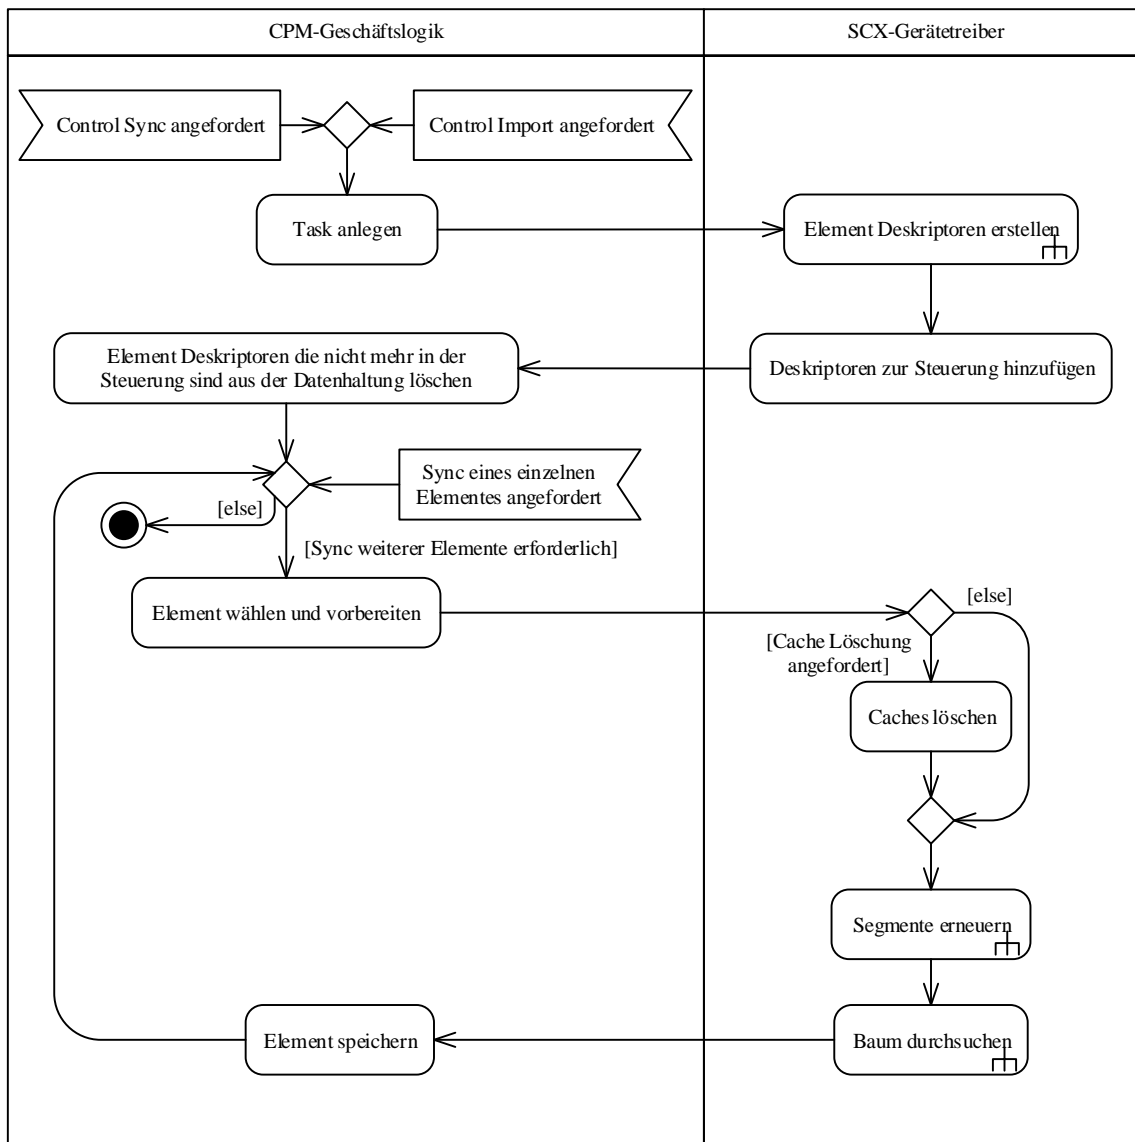 CPM-Geschäftslogik
SCX-Gerätetreiber
Control Sync angefordert
Control Import angefordert
Task anlegen
Element Deskriptoren erstellen
Element Deskriptoren die nicht mehr in der
Steuerung sind aus der Datenhaltung löschen
Deskriptoren zur Steuerung hinzufügen
Sync eines einzelnen
Elementes angefordert
[else]
[Sync weiterer Elemente erforderlich]
Element wählen und vorbereiten
[else]
[Cache Löschung
angefordert]
Caches löschen
Segmente erneuern
Element speichern
Baum durchsuchen